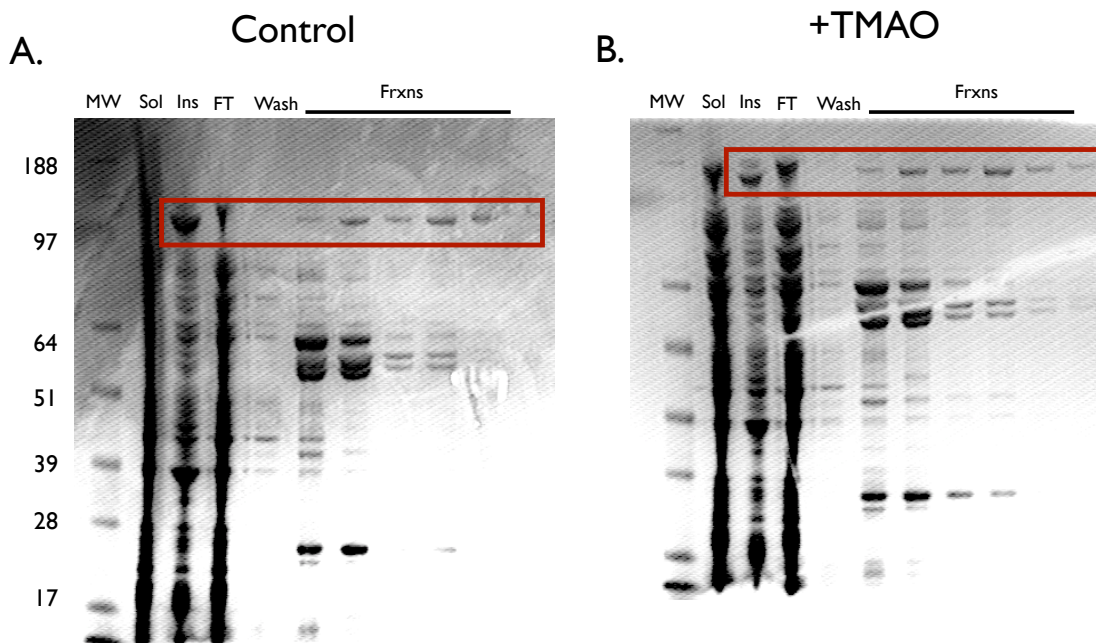 Control
+TMAO
A.
B.
MW Sol Ins FT Wash Frxns
MW Sol Ins FT Wash Frxns
188
97
64
51
39
28
17